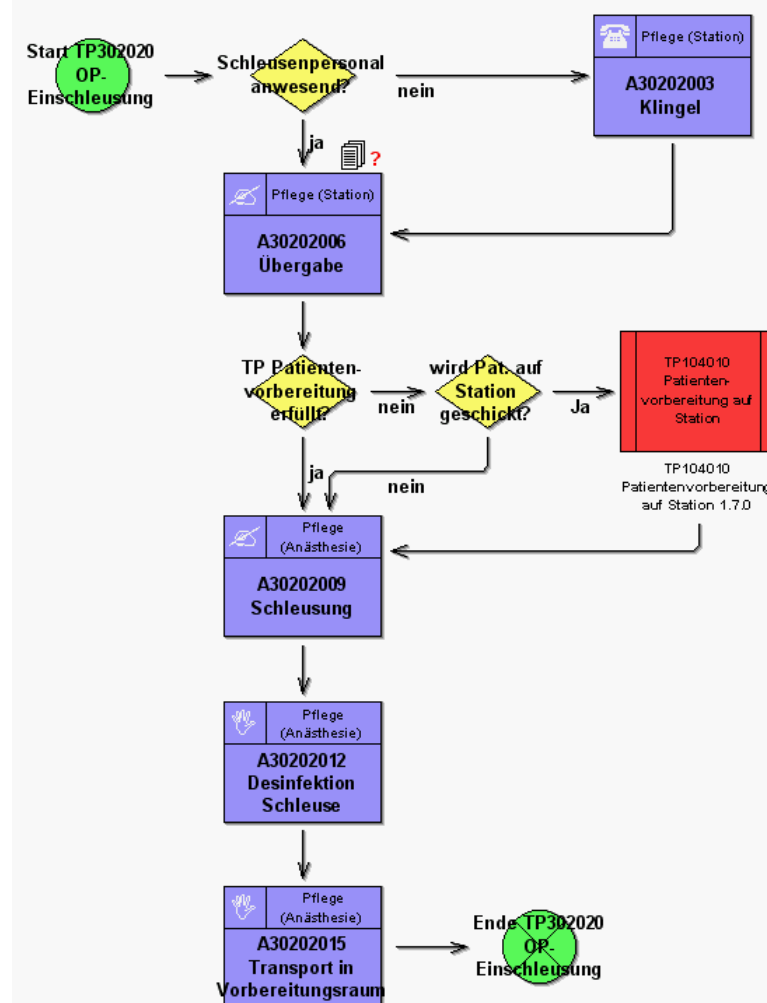 Start TP302020
OP-
Einschleusung
Schleusenpersonal
anwesend?
nein
Pflege (Station)
A30202003
Klingel
ja
?
Pflege (Station)
A30202006
Übergabe
TP Patienten-
vorbereitung
erfüllt?
nein
wird Pat. auf
Station
geschickt?
Ja
TP104010
Patienten-
vorbereitung auf
Station
TP104010
Patientenvorbereitung
auf Station 1.7.0
ja
nein
Pflege
(Anästhesie)
A30202009
Schleusung
Pflege
(Anästhesie)
A30202012
Desinfektion
Schleuse
Pflege
(Anästhesie)
A30202015
Transport in
Vorbereitungsraum
Ende TP302020
OP-
Einschleusung